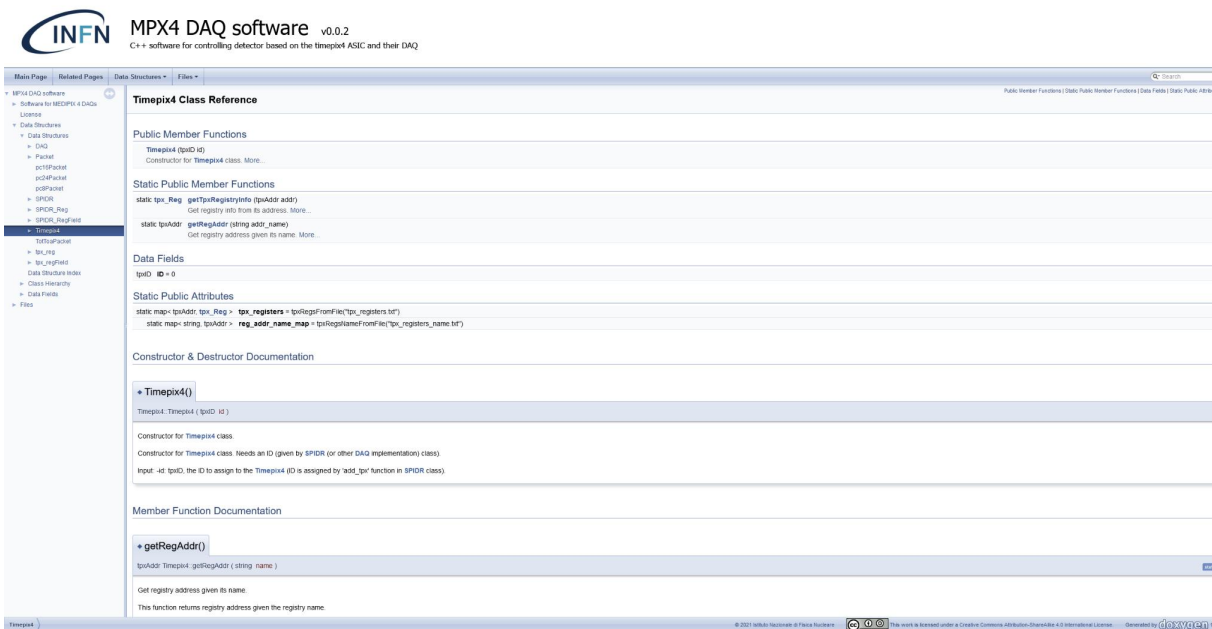 INFN
MPX4 DAQ software v0.0.2
C++ software for controlling detector based on the timepix4 ASIC and their DAQ
Main Page Related Pages Data Structures Files
Search
MPX4 DAQ software
Software for MEDIPIX 4 DAQs
License
Data Structures
Data Structures
DAQ
Packet
pc16Packet
pc24Packet
pc8Packet
SPIDR
SPIDR_Reg
SPIDR_RegField
Timepix4
TotToaPacket
tpx_reg
tpx_regField
Data Structure Index
Class Hierarchy
Data Fields
Files
Public Member Functions | Static Public Member Functions | Data Fields | Static Public Attrib
Timepix4 Class Reference
Public Member Functions
Timepix4 (tpxID id)
Constructor for Timepix4 class. More...
Static Public Member Functions
static tpx_Reg getTpxRegistryInfo (tpxAddr addr)
Get registry info from its address. More...
static tpxAddr getRegAddr (string addr_name)
Get registry address given its name. More...
Data Fields
tpxID ID = 0
Static Public Attributes
static map< tpxAddr, tpx_Reg > tpx_registers = tpxRegsFromFile("tpx_registers.txt")
static map< string, tpxAddr > reg_addr_name_map = tpxRegsNameFromFile("tpx_registers_name.txt")
Constructor & Destructor Documentation
◆ Timepix4()
Timepix4::Timepix4 ( tpxID id )
Constructor for Timepix4 class.
Constructor for Timepix4 class. Needs an ID (given by SPIDR (or other DAQ implementation) class).
Input: -id: tpxID, the ID to assign to the Timepix4 (ID is assigned by 'add_tpx' function in SPIDR class).
Member Function Documentation
◆ getRegAddr()
tpxAddr Timepix4::getRegAddr ( string name )
Get registry address given its name.
This function returns registry address given the registry name.
Timepix4
© 2021 Istituto Nazionale di Fisica Nucleare This work is licensed under a Creative Commons Attribution-ShareAlike 4.0 International License. Generated by doxygen